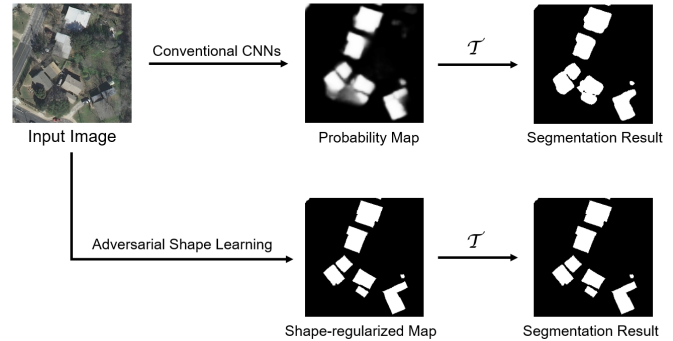 Conventional CNNs
𝒯
Input Image
Probability Map
Segmentation Result
Adversarial Shape Learning
𝒯
Shape-regularized Map
Segmentation Result